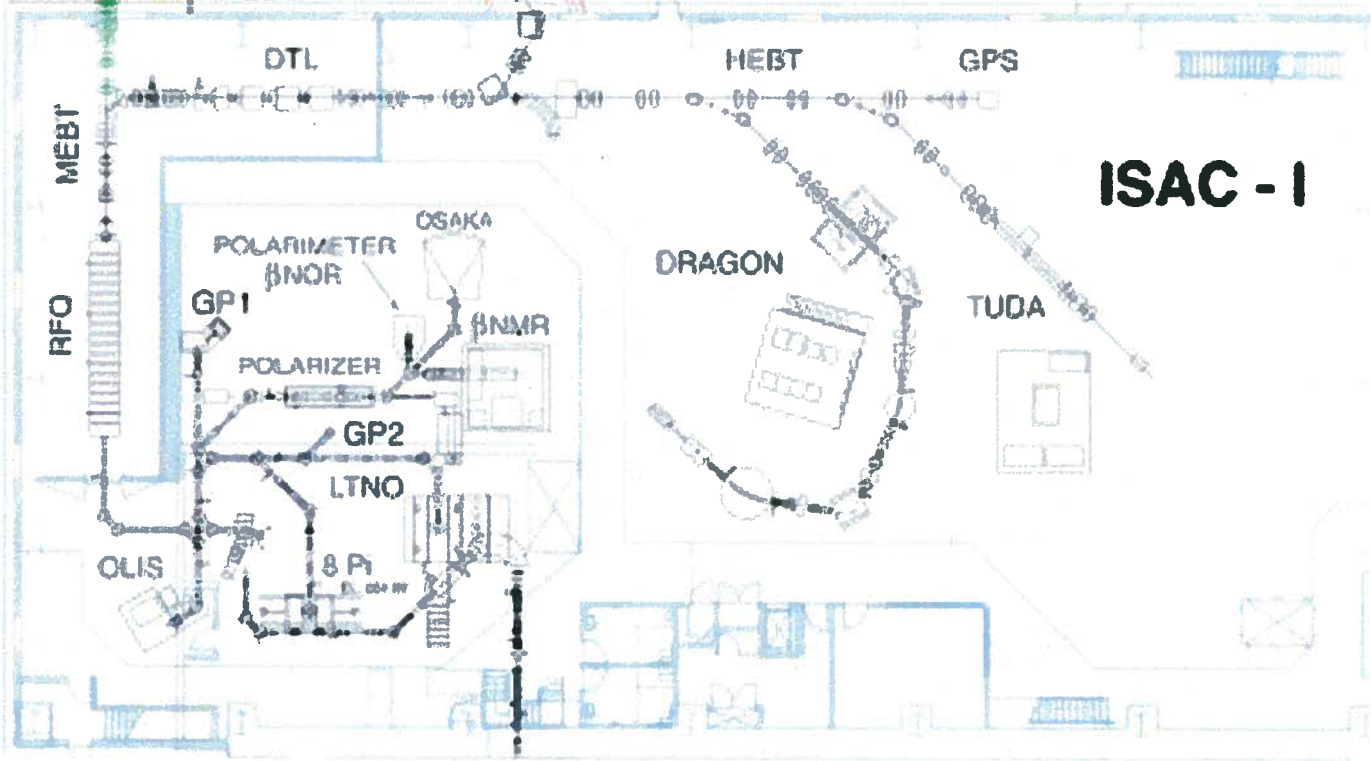 DTL
HEBT
GPS
MEBT
ISAC - I
OSAKA
POLARIMETER
βNOR
DRAGON
GP1
TUDA
RFQ
βNMR
POLARIZER
GP2
LTNO
OLIS
8 Pi